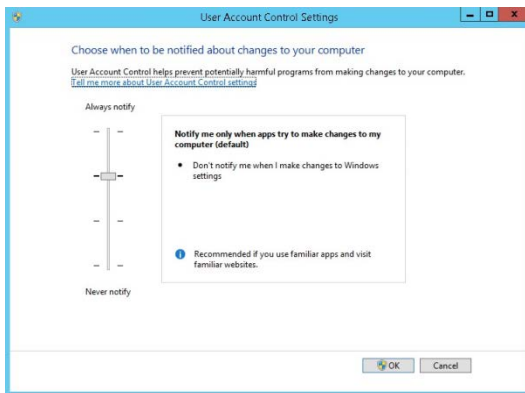 User Account Control Settings
Choose when to be notified about changes to your computer
User Account Control helps prevent potentially harmful programs from making changes to your computer.
Tell me more about User Account Control settings
Always notify
Notify me only when apps try to make changes to my
computer (default)
• Don't notify me when I make changes to Windows
settings
Recommended if you use familiar apps and visit
familiar websites.
Never notify
OK
Cancel